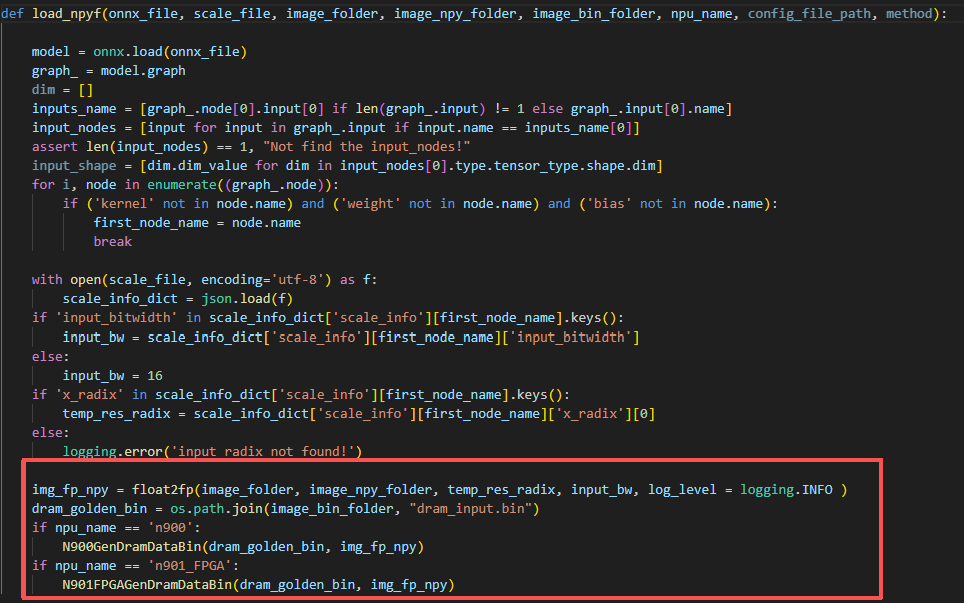 def load_npyf(onnx_file, scale_file, image_folder, image_npy_folder, image_bin_folder, npu_name, config_file_path, method):
model = onnx.load(onnx_file)
graph_ = model.graph
dim = []
inputs_name = [graph_.node[0].input[0] if len(graph_.input) != 1 else graph_.input[0].name]
input_nodes = [input for input in graph_.input if input.name == inputs_name[0]]
assert len(input_nodes) == 1, "Not find the input_nodes!"
input_shape = [dim.dim_value for dim in input_nodes[0].type.tensor_type.shape.dim]
for i, node in enumerate((graph_.node)):
if ('kernel' not in node.name) and ('weight' not in node.name) and ('bias' not in node.name):
first_node_name = node.name
break
with open(scale_file, encoding='utf-8') as f:
scale_info_dict = json.load(f)
if 'input_bitwidth' in scale_info_dict['scale_info'][first_node_name].keys():
input_bw = scale_info_dict['scale_info'][first_node_name]['input_bitwidth']
else:
input_bw = 16
if 'x_radix' in scale_info_dict['scale_info'][first_node_name].keys():
temp_res_radix = scale_info_dict['scale_info'][first_node_name]['x_radix'][0]
else:
logging.error('input radix not found!')
img_fp_npy = float2fp(image_folder, image_npy_folder, temp_res_radix, input_bw, log_level = logging.INFO )
dram_golden_bin = os.path.join(image_bin_folder, "dram_input.bin")
if npu_name == 'n900':
N900GenDramDataBin(dram_golden_bin, img_fp_npy)
if npu_name == 'n901_FPGA':
N901FPGAGenDramDataBin(dram_golden_bin, img_fp_npy)